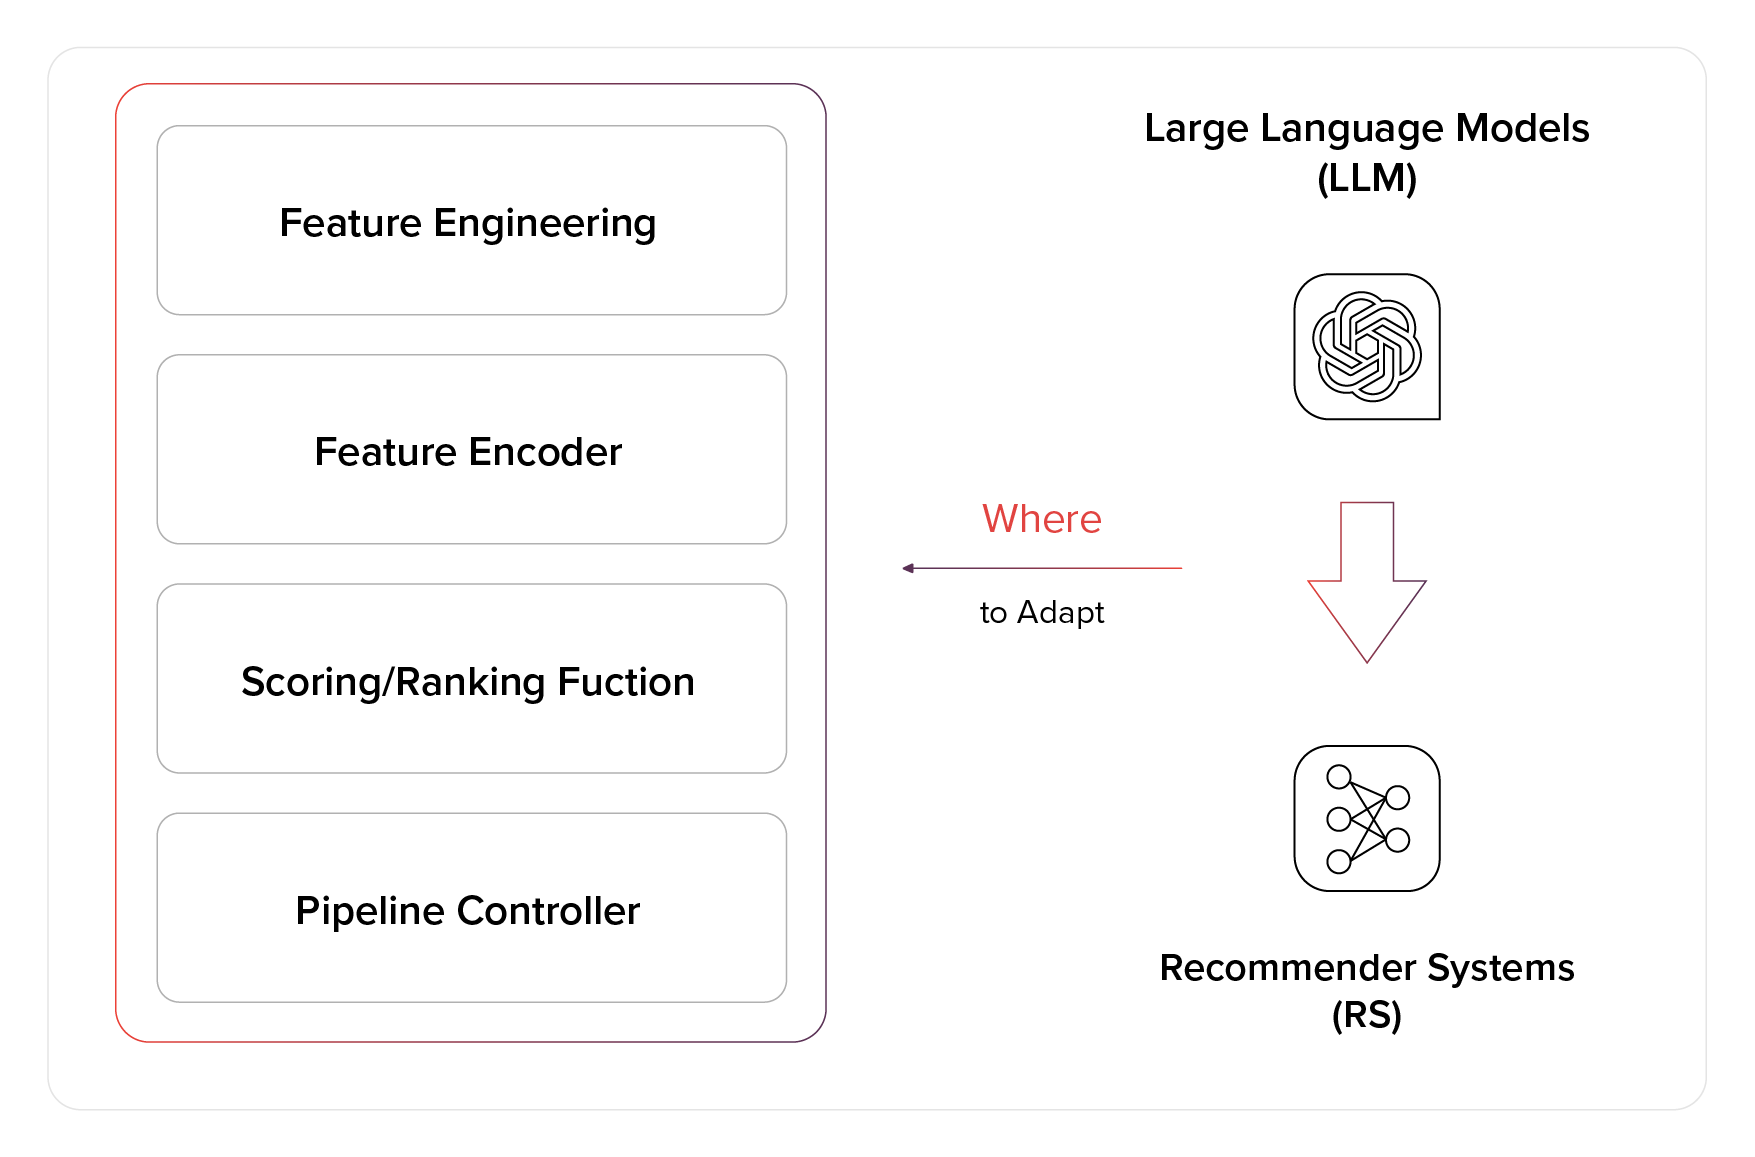 Feature Engineering
Feature Encoder
Scoring/Ranking Fuction
Pipeline Controller
Where
to Adapt
Large Language Models
(LLM)
Recommender Systems
(RS)